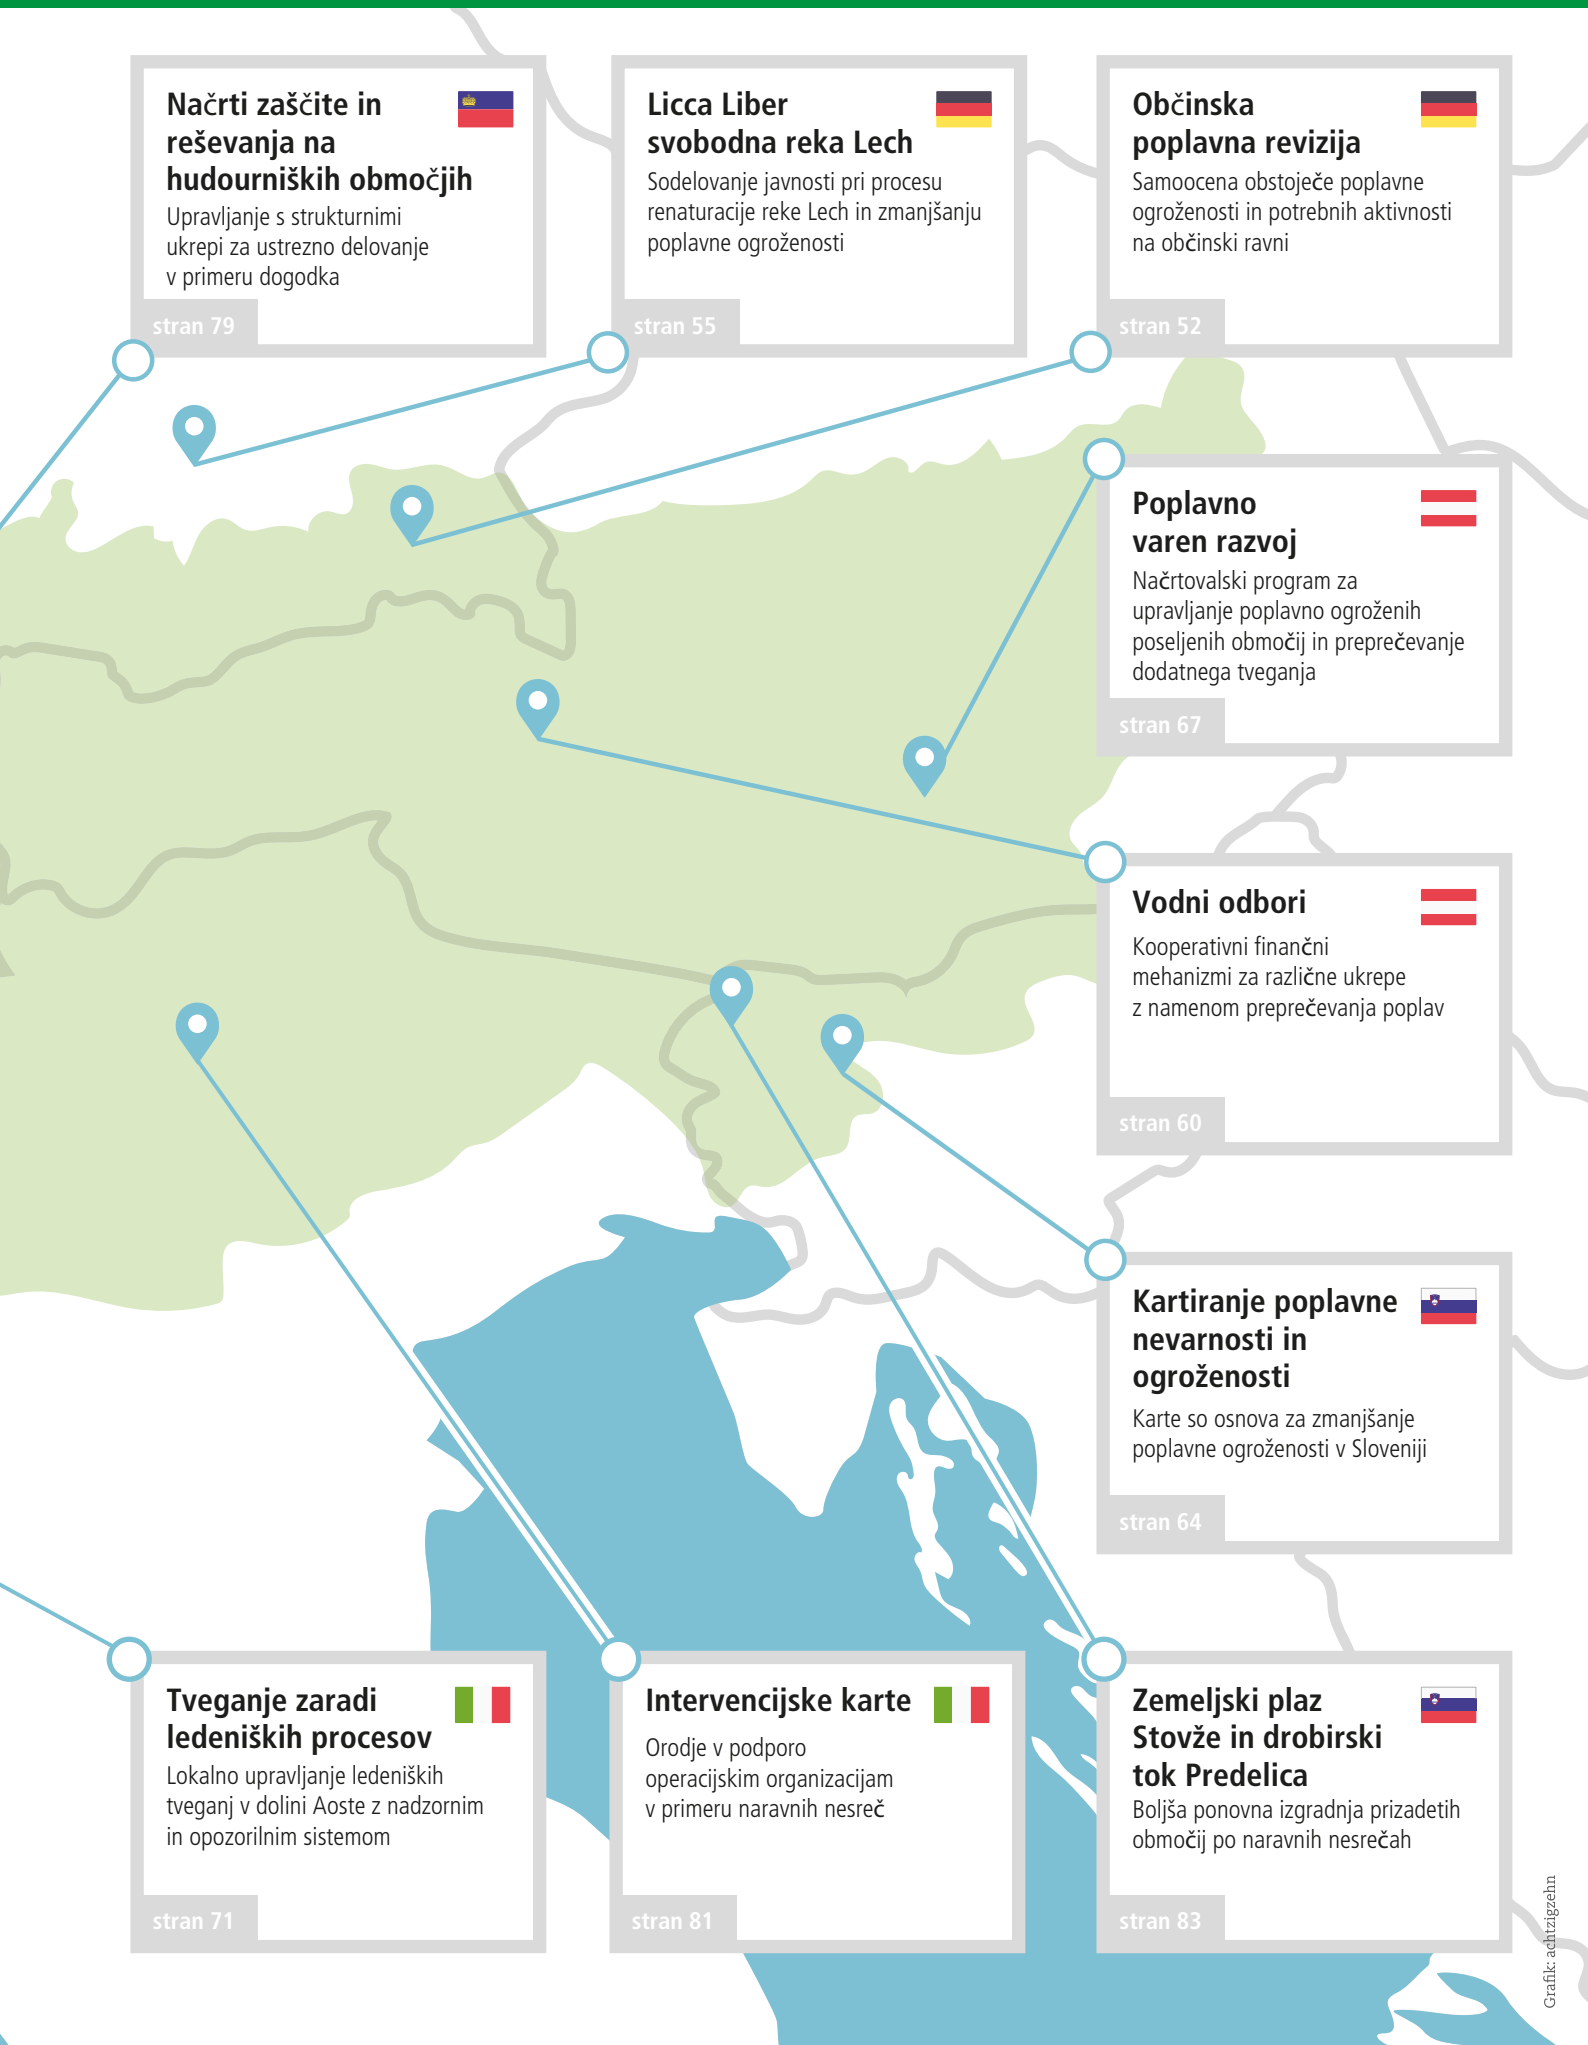 Načrti zaščite in
reševanja na
hudourniških območjih
Upravljanje s strukturnimi
ukrepi za ustrezno delovanje
v primeru dogodka
stran 79
Licca Liber
svobodna reka Lech
Sodelovanje javnosti pri procesu
renaturacije reke Lech in zmanjšanju
poplavne ogroženosti
stran 55
Občinska
poplavna revizija
Samoocena obstoječe poplavne
ogroženosti in potrebnih aktivnosti
na občinski ravni
stran 52
Poplavno
varen razvoj
Načrtovalski program za
upravljanje poplavno ogroženih
poseljenih območij in preprečevanje
dodatnega tveganja
stran 67
Vodni odbori
Kooperativni finančni
mehanizmi za različne ukrepe
z namenom preprečevanja poplav
stran 60
Kartiranje poplavne
nevarnosti in
ogroženosti
Karte so osnova za zmanjšanje
poplavne ogroženosti v Sloveniji
stran 64
Tveganje zaradi
ledeniških procesov
Lokalno upravljanje ledeniških
tveganj v dolini Aoste z nadzornim
in opozorilnim sistemom
stran 71
Intervencijske karte
Orodje v podporo
operacijskim organizacijam
v primeru naravnih nesreč
stran 81
Zemeljski plaz
Stovže in drobirski
tok Predelica
Boljša ponovna izgradnja prizadetih
območij po naravnih nesrečah
stran 83
Grafik: achtzigzehn